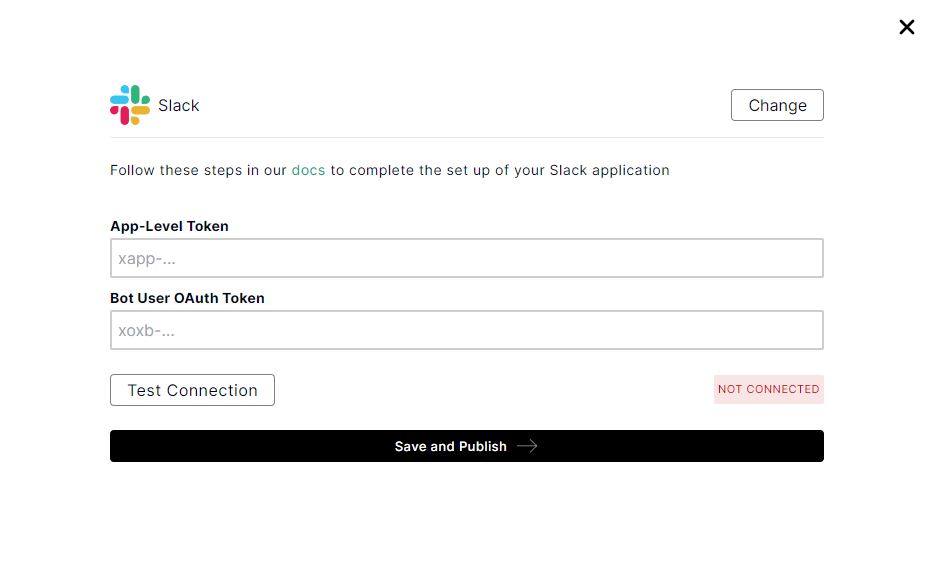 Slack
Change
Follow these steps in our docs to complete the set up of your Slack application
App-Level Token
xapp-...
Bot User OAuth Token
xoxb-...
Test Connection
NOT CONNECTED
Save and Publish